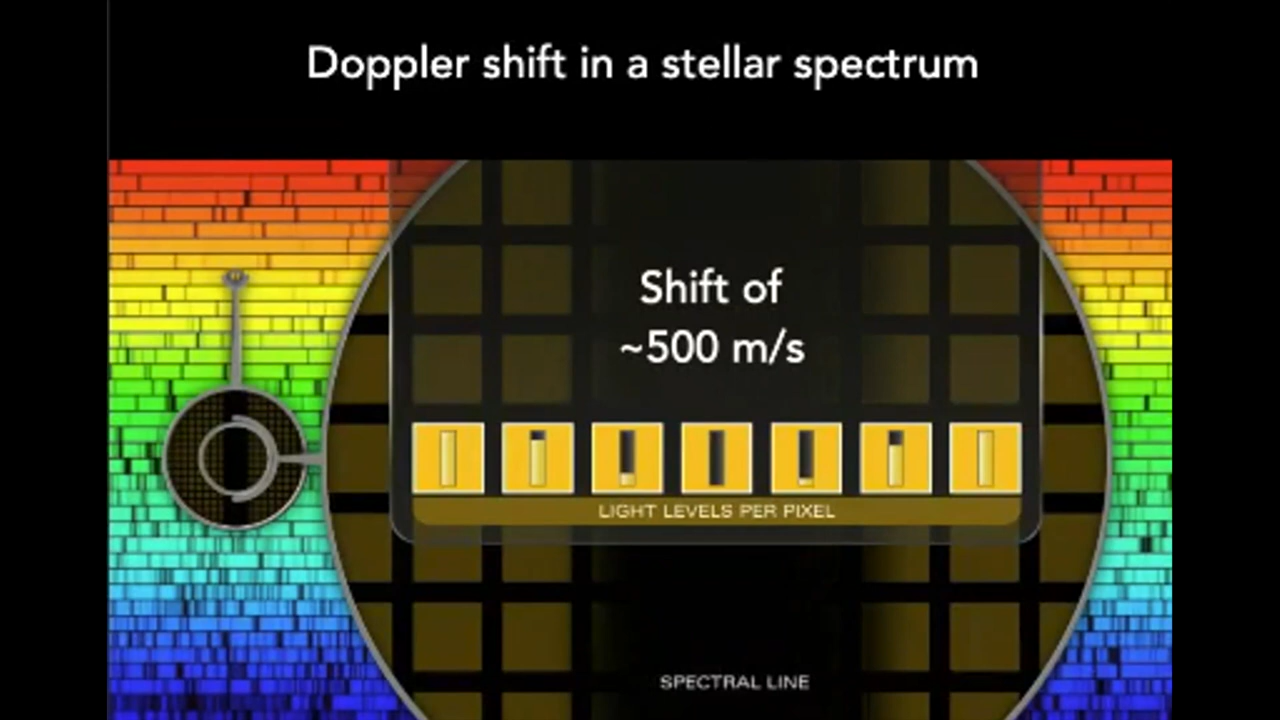 Doppler shift in a stellar spectrum
Shift of
~500 m/s
LIGHT LEVELS PER PIXEL
SPECTRAL LINE